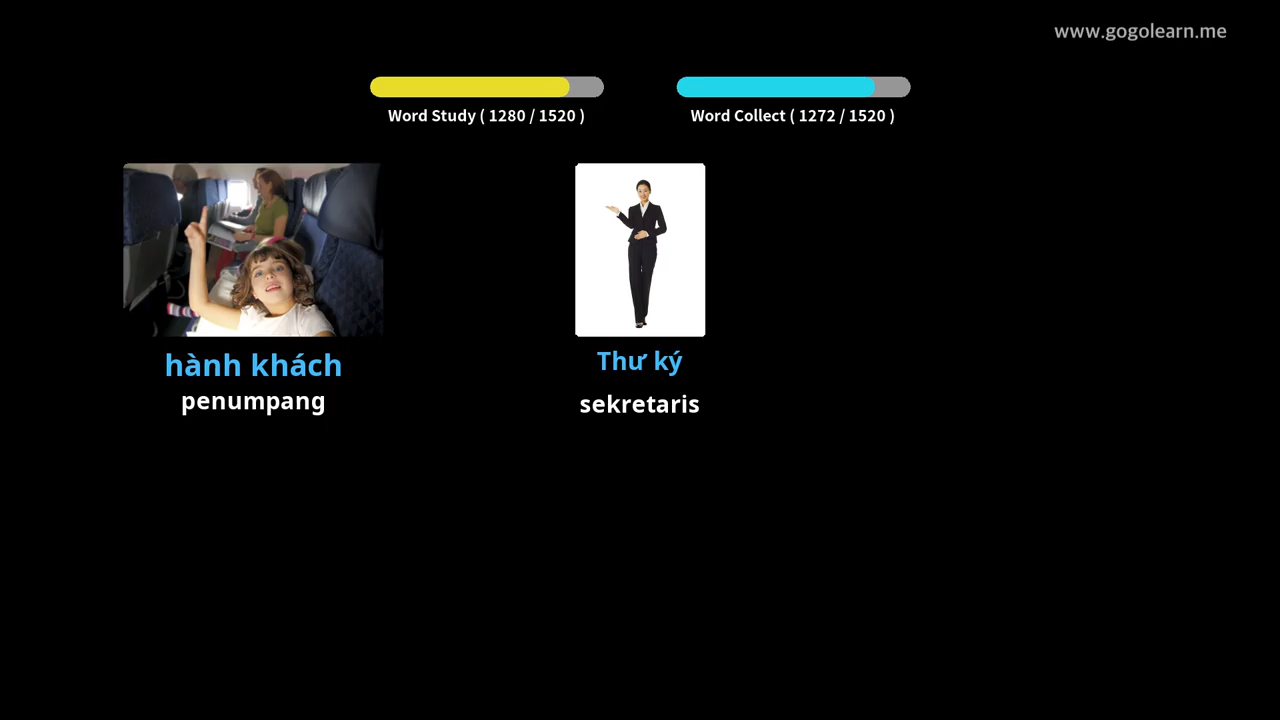 www.gogolearn.me
Word Study ( 1280 / 1520 )
Word Collect ( 1272 / 1520 )
hành khách
penumpang
Thư ký
sekretaris